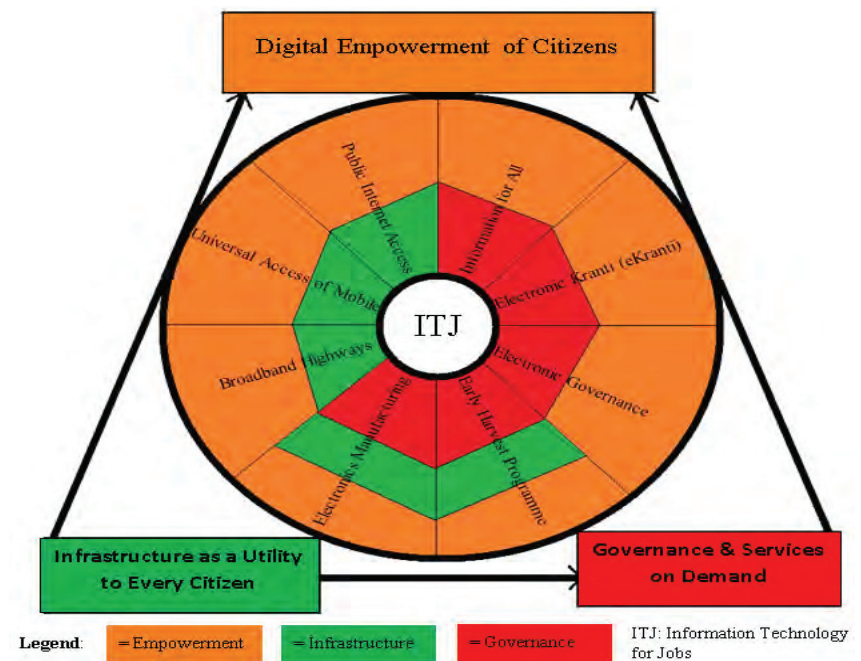 Digital Empowerment of Citizens
Public Internet Access
Information for All
Universal Access of Mobile
Electronic Kranti (eKranti)
ITJ
Broadband Highways
Electronic Governance
Electronics Manufacturing
Early Harvest Programme
Infrastructure as a Utility
to Every Citizen
Governance & Services
on Demand
Legend:
= Empowerment
= Infrastructure
= Governance
ITJ: Information Technology
for Jobs